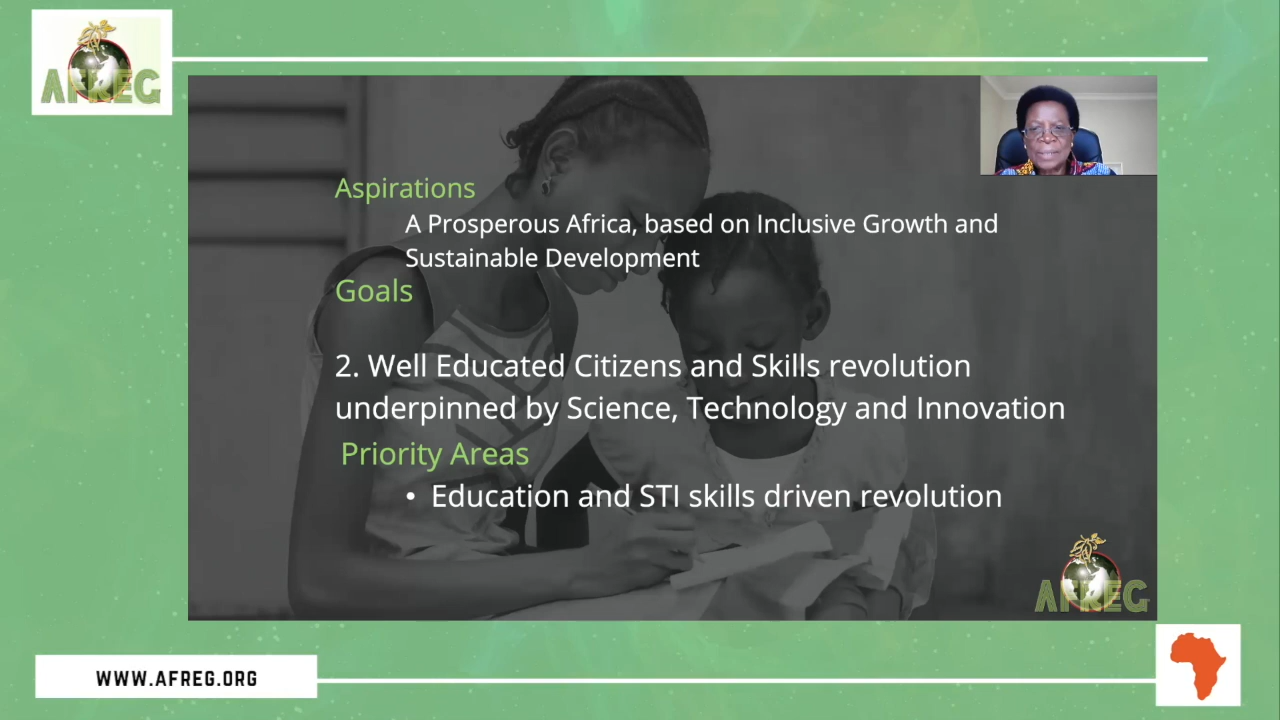 AFREG
Aspirations
A Prosperous Africa, based on Inclusive Growth and
Sustainable Development
Goals
2. Well Educated Citizens and Skills revolution
underpinned by Science, Technology and Innovation
Priority Areas
• Education and STI skills driven revolution
AFREG
WWW.AFREG.ORG